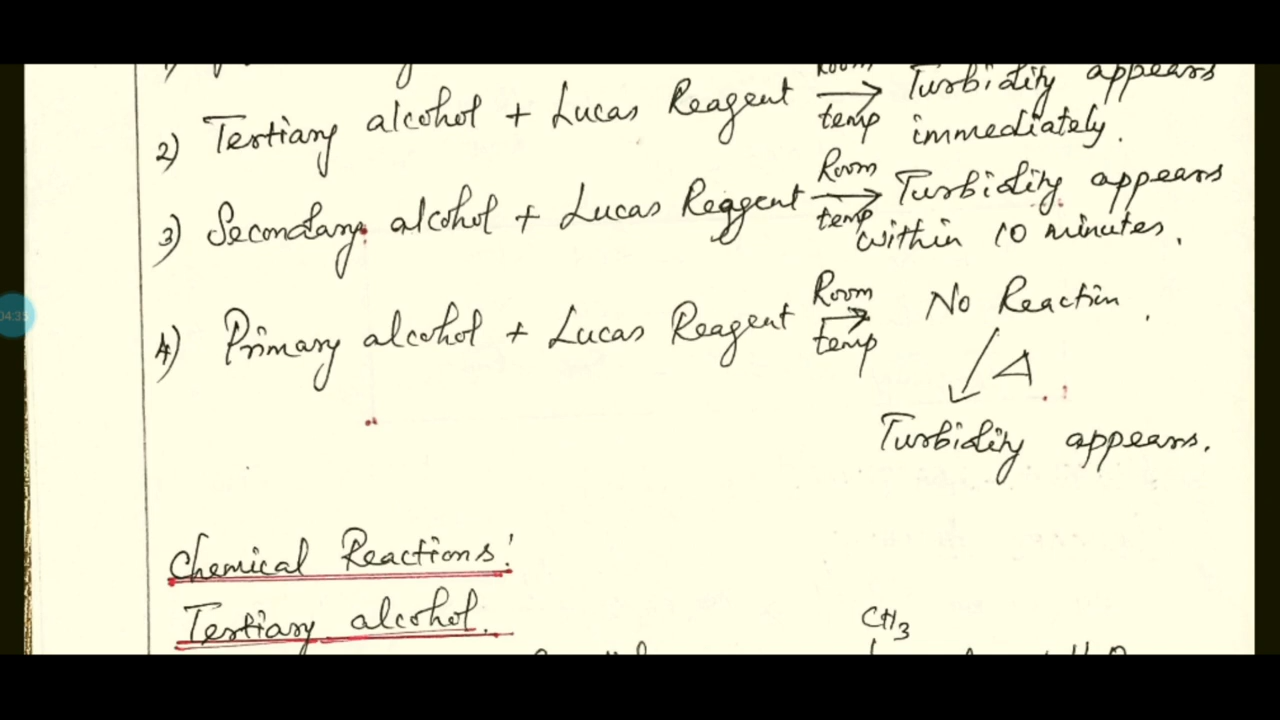 Room Turbidity appears
2) Tertiary alcohol + Lucas Reagent → temp immediately.
Room
3) Secondary alcohol + Lucas Reagent → Turbidity appears
temp within 10 minutes.
Room
4) Primary alcohol + Lucas Reagent → No Reaction.
temp
Δ
Turbidity appears.
Chemical Reactions:
Tertiary alcohol.
CH3
04:35